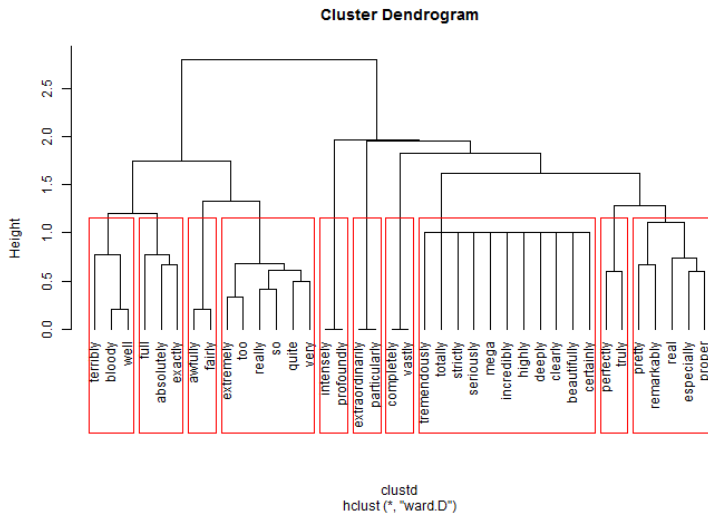 Cluster Dendrogram
Height
0.0
0.5
1.0
1.5
2.0
2.5
terribly
bloody
well
full
absolutely
exactly
awfully
fairly
extremely
too
really
so
quite
very
intensely
profoundly
extraordinarily
particularly
completely
vastly
tremendously
totally
strictly
seriously
mega
incredibly
highly
deeply
clearly
beautifully
certainly
perfectly
truly
pretty
remarkably
real
especially
proper
clustd
hclust (*, "ward.D")